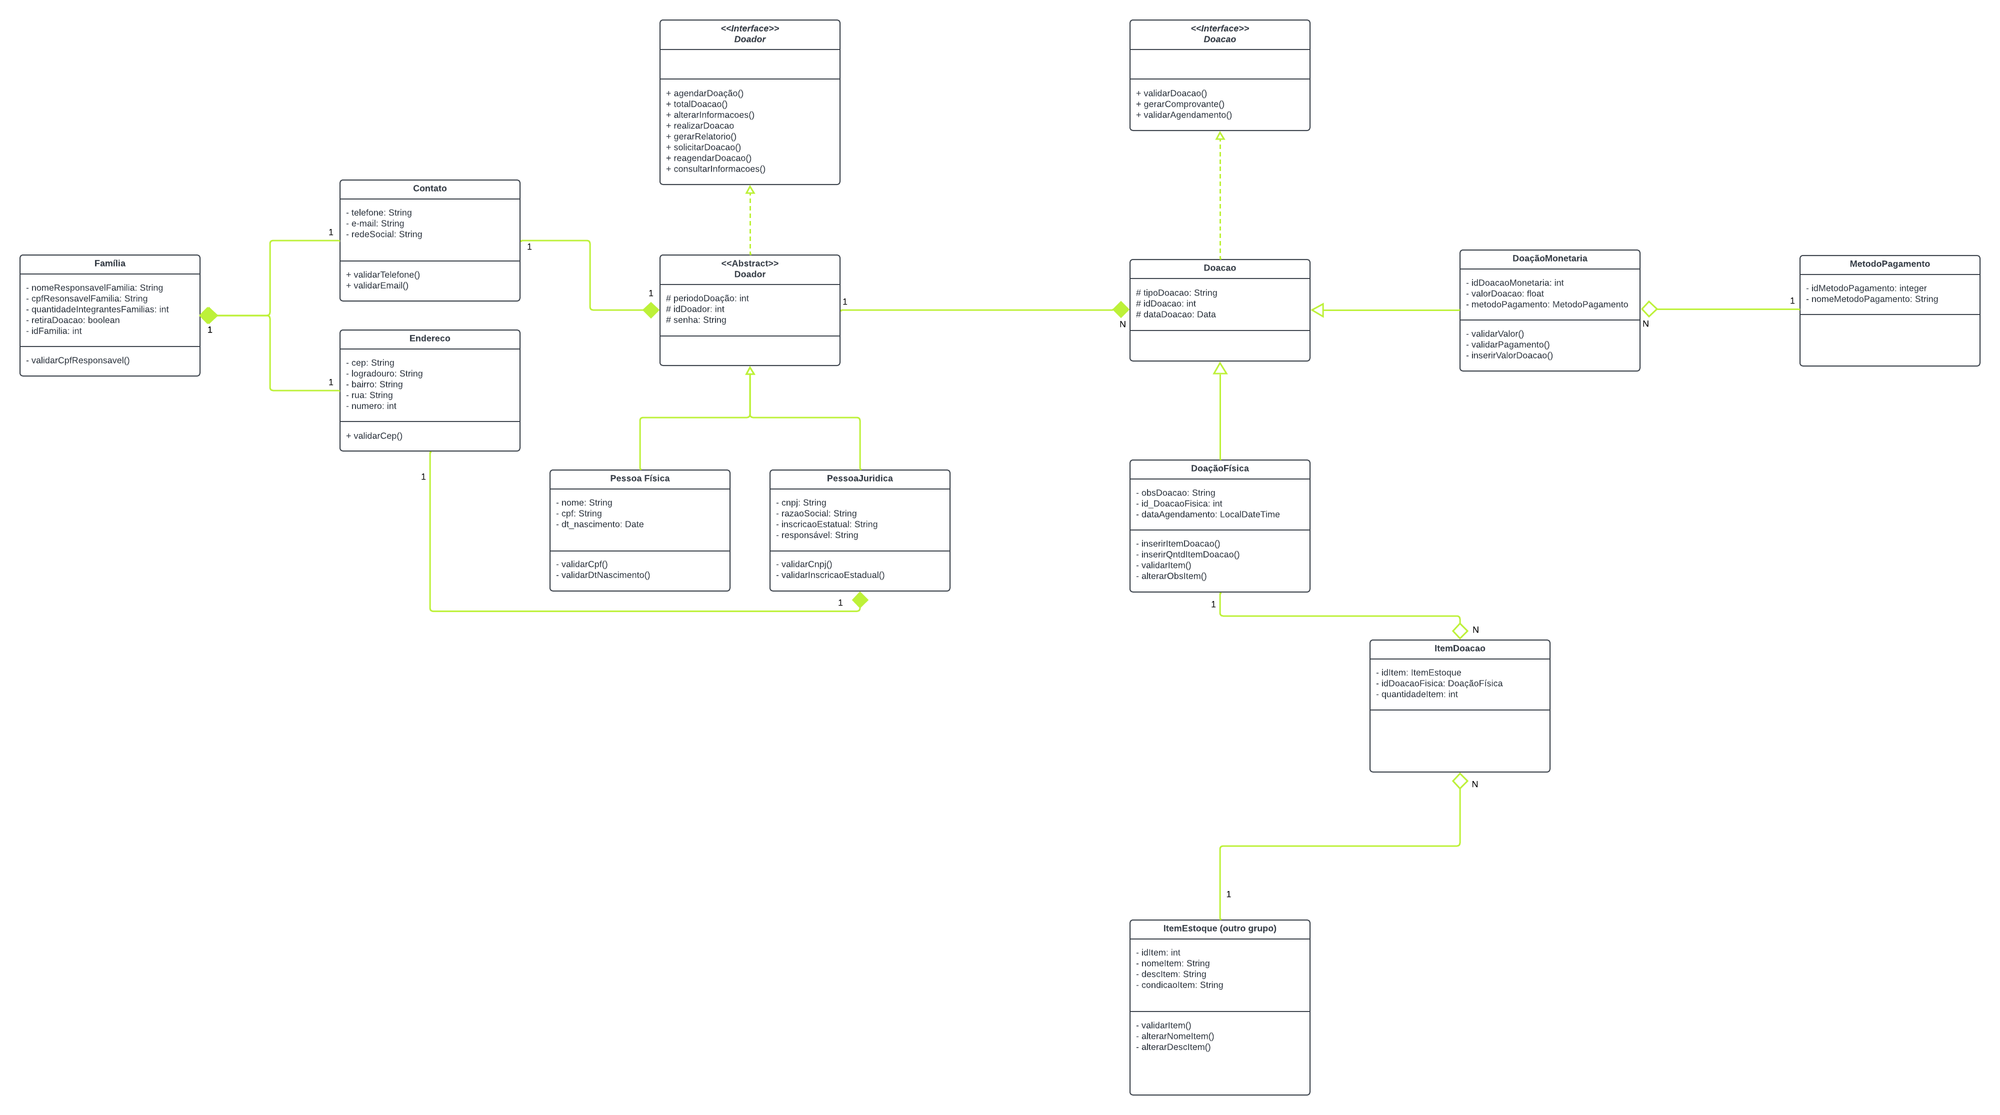 <<Interface>>
Doador
+ agendarDoação()
+ totalDoacao()
+ alterarInformacoes()
+ realizarDoacao
+ gerarRelatorio()
+ solicitarDoacao()
+ reagendarDoacao()
+ consultarInformacoes()
<<Interface>>
Doacao
+ validarDoacao()
+ gerarComprovante()
+ validarAgendamento()
Contato
- telefone: String
- e-mail: String
- redeSocial: String
+ validarTelefone()
+ validarEmail()
1
1
Família
- nomeResponsavelFamilia: String
- cpfResonsavelFamilia: String
- quantidadeIntegrantesFamilias: int
- retiraDoacao: boolean
- idFamilia: int
- validarCpfResponsavel()
1
1
<<Abstract>>
Doador
# periodoDoação: int
# idDoador: int
# senha: String
1
1
N
Doacao
# tipoDoacao: String
# idDoacao: int
# dataDoacao: Data
DoaçãoMonetaria
- idDoacaoMonetaria: int
- valorDoacao: float
- metodoPagamento: MetodoPagamento
- validarValor()
- validarPagamento()
- inserirValorDoacao()
N
1
MetodoPagamento
- idMetodoPagamento: integer
- nomeMetodoPagamento: String
Endereco
- cep: String
- logradouro: String
- bairro: String
- rua: String
- numero: int
+ validarCep()
1
Pessoa Física
- nome: String
- cpf: String
- dt_nascimento: Date
- validarCpf()
- validarDtNascimento()
PessoaJuridica
- cnpj: String
- razaoSocial: String
- inscricaoEstatual: String
- responsável: String
- validarCnpj()
- validarInscricaoEstadual()
1
DoaçãoFísica
- obsDoacao: String
- id_DoacaoFisica: int
- dataAgendamento: LocalDateTime
- inserirItemDoacao()
- inserirQntdItemDoacao()
- validarItem()
- alterarObsItem()
1
N
ItemDoacao
- idItem: ItemEstoque
- idDoacaoFisica: DoaçãoFísica
- quantidadeItem: int
N
1
ItemEstoque (outro grupo)
- idItem: int
- nomeItem: String
- descItem: String
- condicaoItem: String
- validarItem()
- alterarNomeItem()
- alterarDescItem()